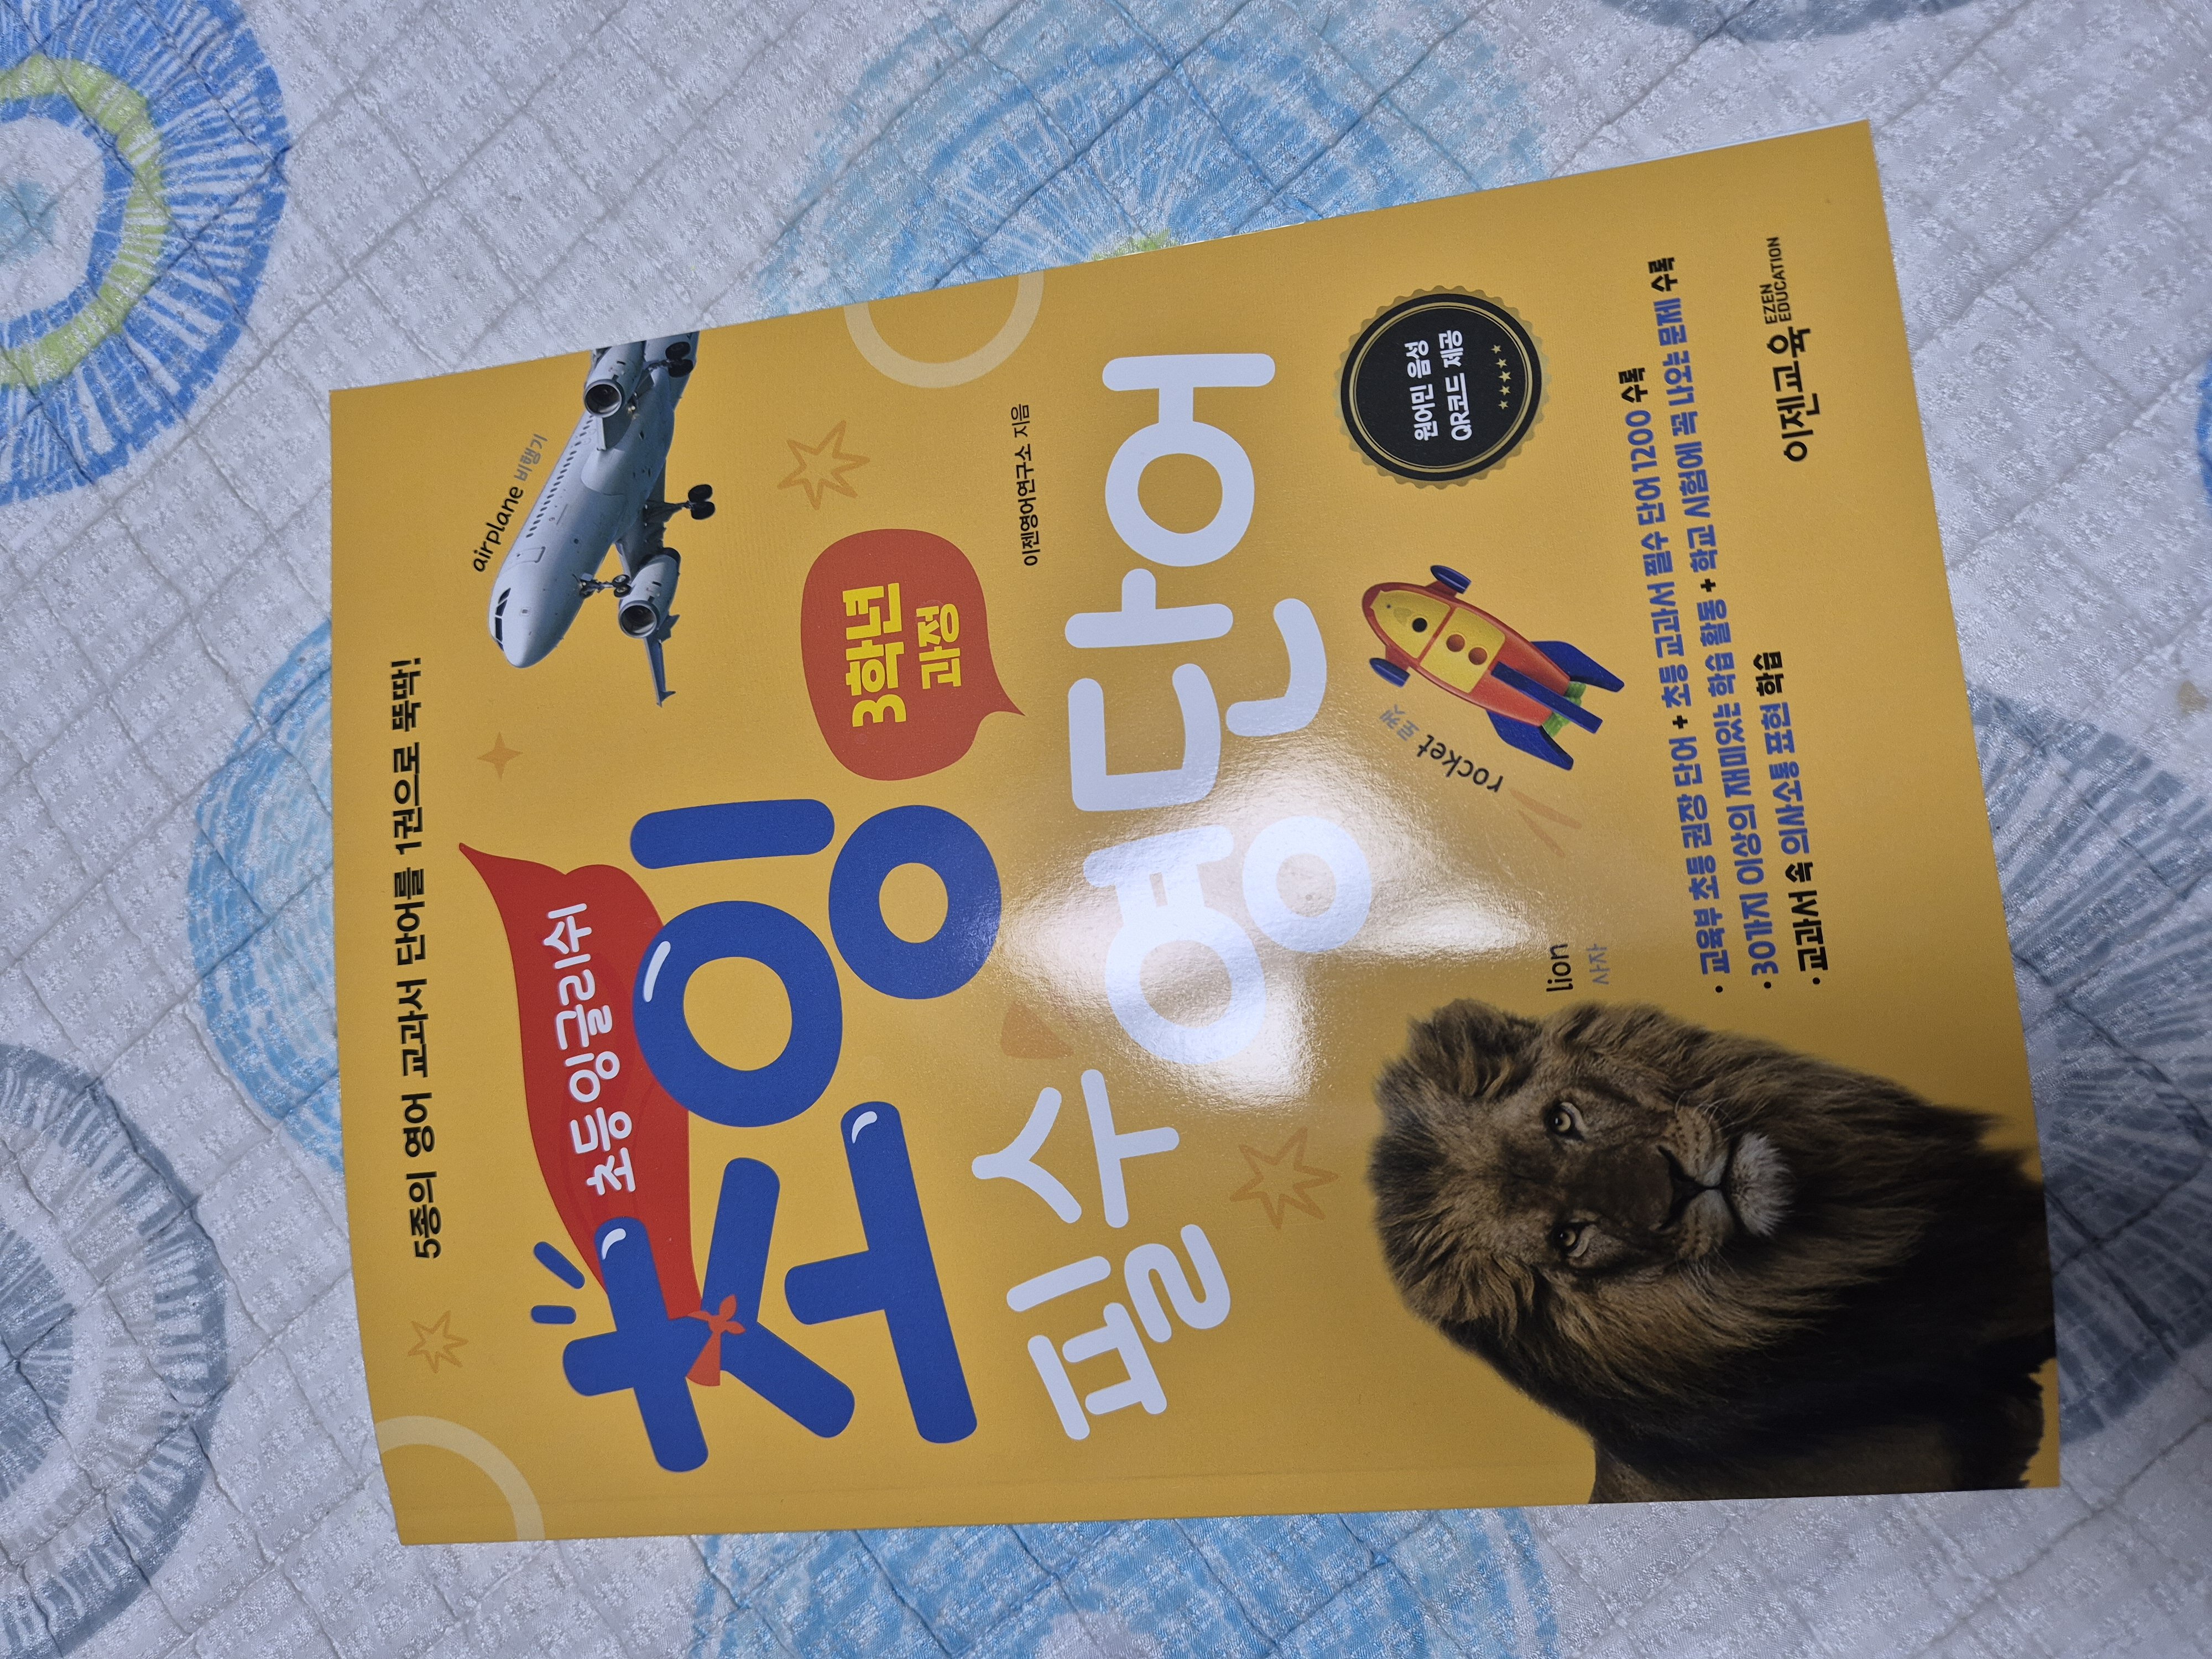 5종의 영어 교과서 단어를 1권으로 뚝딱!
airplane 비행기
초등 잉글리쉬
초잉
3학년
과정
이젠영어연구소 지음
필수 영단어
원어민 음성
QR코드 제공
rocket 로켓
lion
사자
• 교육부 초등 권장 단어 + 초등 교과서 필수 단어 1200 수록
• 30가지 이상의 재미있는 학습 활동 + 학교 시험에 꼭 나오는 문제 수록
• 교과서 속 의사소통 표현 학습
이젠교육 EZEN
EDUCATION